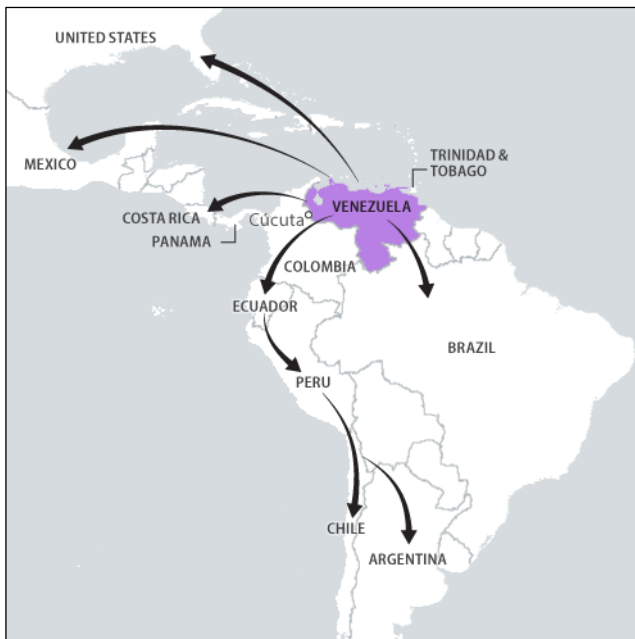 UNITED STATES
MEXICO
TRINIDAD &
TOBAGO
COSTA RICA
PANAMA
Cúcuta
VENEZUELA
COLOMBIA
ECUADOR
BRAZIL
PERU
CHILE
ARGENTINA